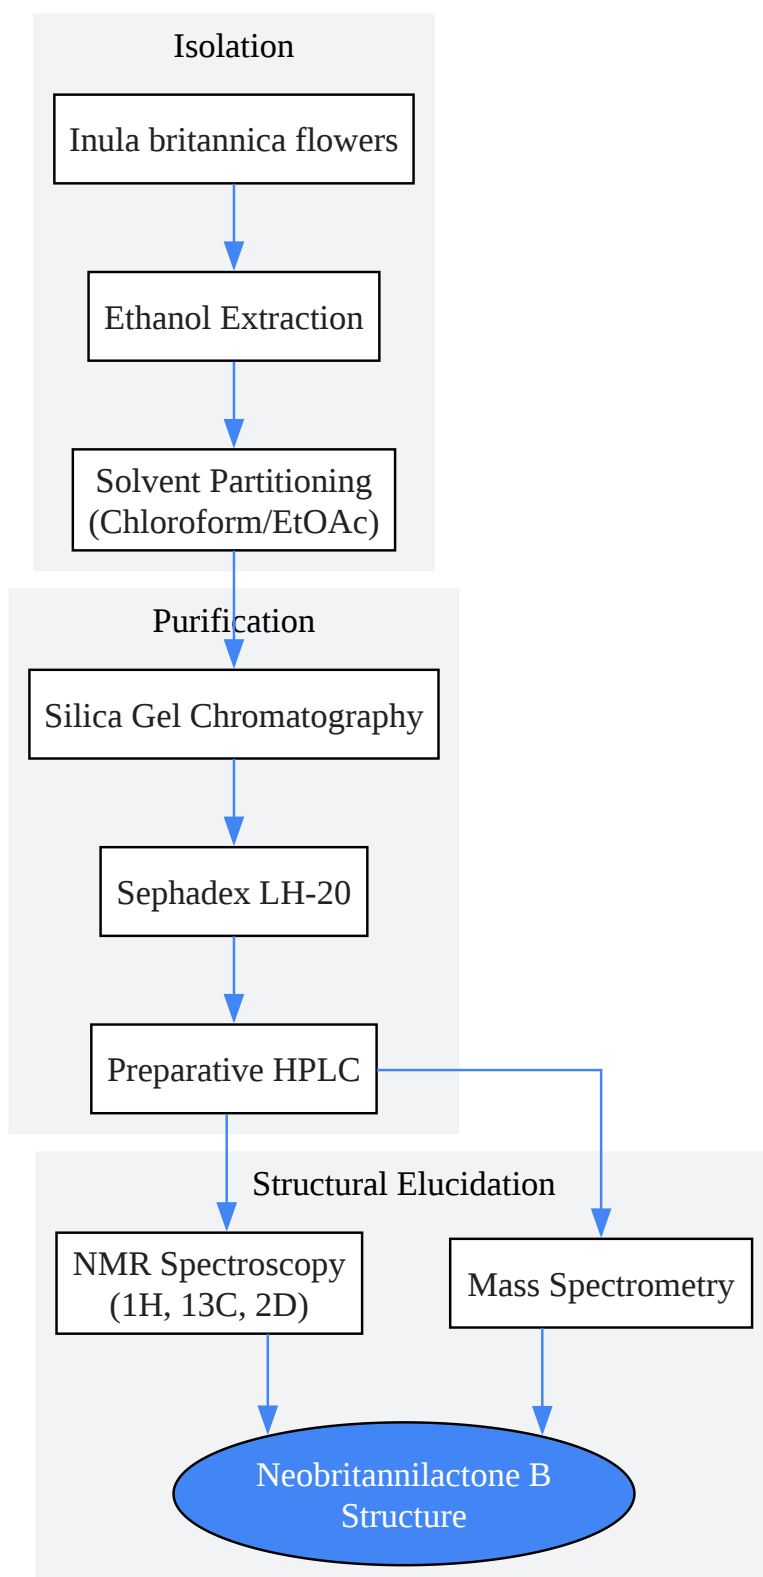 Isolation
Inula britannica flowers
Ethanol Extraction
Solvent Partitioning
(Chloroform/EtOAc)
Purification
Silica Gel Chromatography
Sephadex LH-20
Preparative HPLC
Structural Elucidation
NMR Spectroscopy
(1H, 13C, 2D)
Mass Spectrometry
Neobritannilactone B
Structure